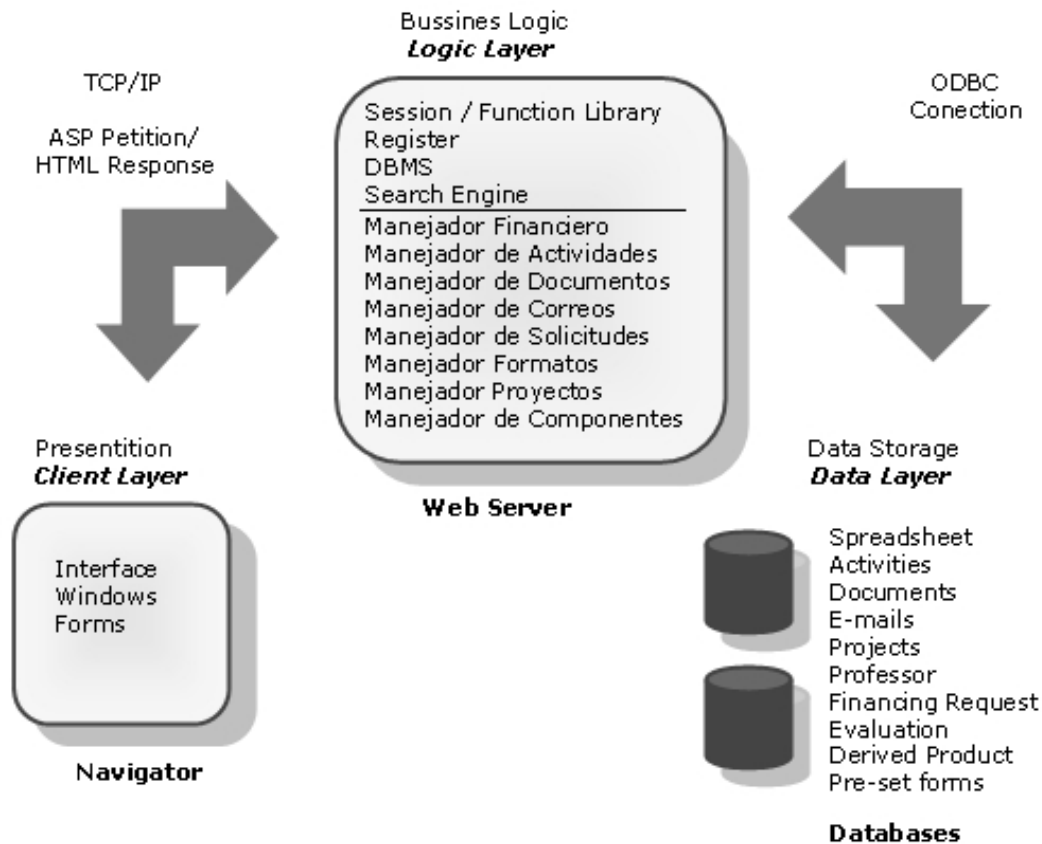 Bussines Logic
Logic Layer
TCP/IP
ASP Petition/
HTML Response
ODBC
Conection
Session / Function Library
Register
DBMS
Search Engine
Manejador Financiero
Manejador de Actividades
Manejador de Documentos
Manejador de Correos
Manejador de Solicitudes
Manejador Formatos
Manejador Proyectos
Manejador de Componentes
Web Server
Presentition
Client Layer
Interface
Windows
Forms
Navigator
Data Storage
Data Layer
Spreadsheet
Activities
Documents
E-mails
Projects
Professor
Financing Request
Evaluation
Derived Product
Pre-set forms
Databases